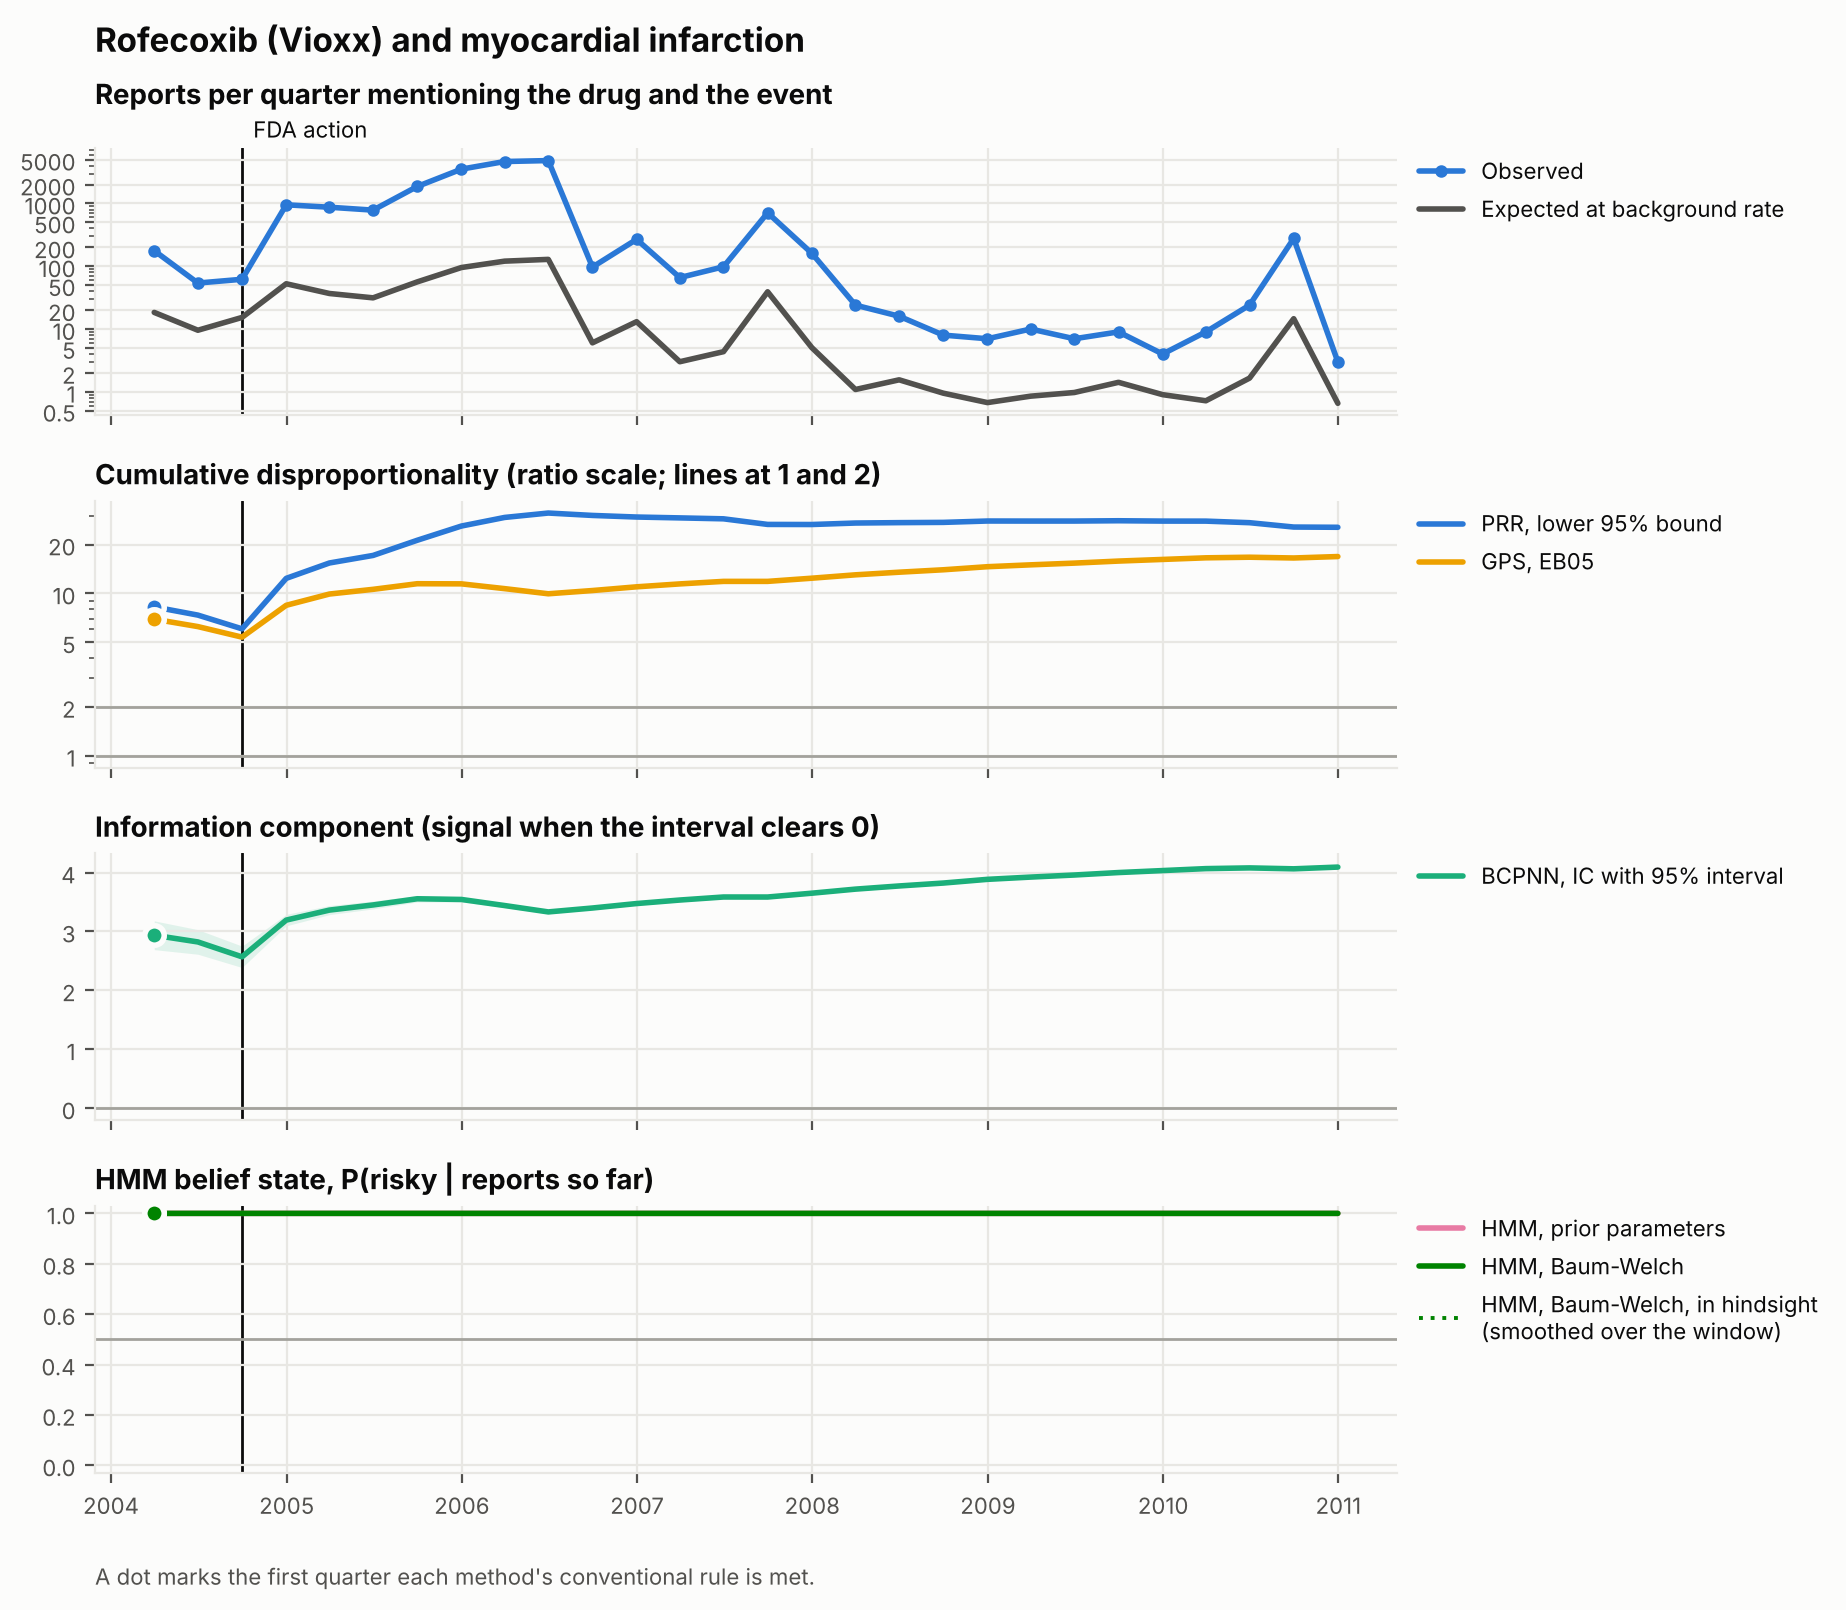 Rofecoxib (Vioxx) and myocardial infarction
Reports per quarter mentioning the drug and the event
FDA action
5000
2000
1000
500
200
100
50
20
10
5
2
1
0.5
Observed
Expected at background rate
Cumulative disproportionality (ratio scale; lines at 1 and 2)
20
10
5
2
1
PRR, lower 95% bound
GPS, EB05
Information component (signal when the interval clears 0)
4
3
2
1
0
BCPNN, IC with 95% interval
HMM belief state, P(risky | reports so far)
1.0
0.8
0.6
0.4
0.2
0.0
HMM, prior parameters
HMM, Baum-Welch
HMM, Baum-Welch, in hindsight
(smoothed over the window)
2004 2005 2006 2007 2008 2009 2010 2011
A dot marks the first quarter each method's conventional rule is met.